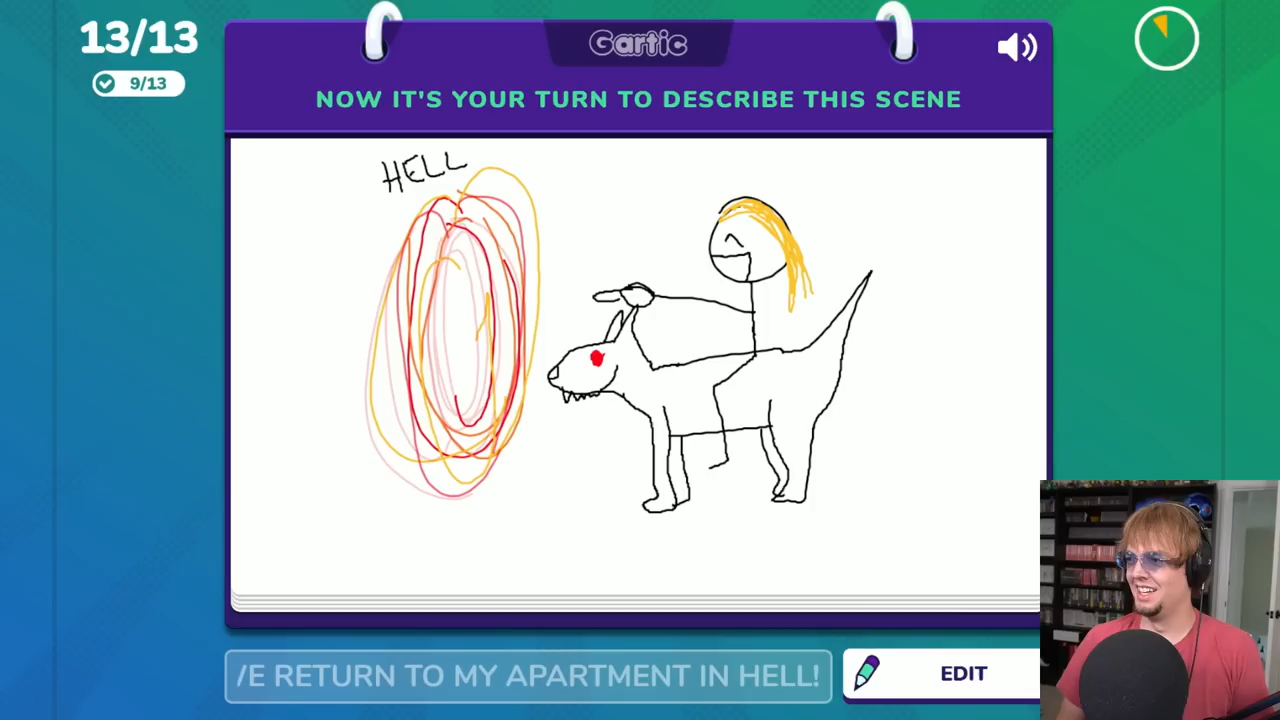 13/13
9/13
Gartic
NOW IT'S YOUR TURN TO DESCRIBE THIS SCENE
HELL
/E RETURN TO MY APARTMENT IN HELL!
EDIT